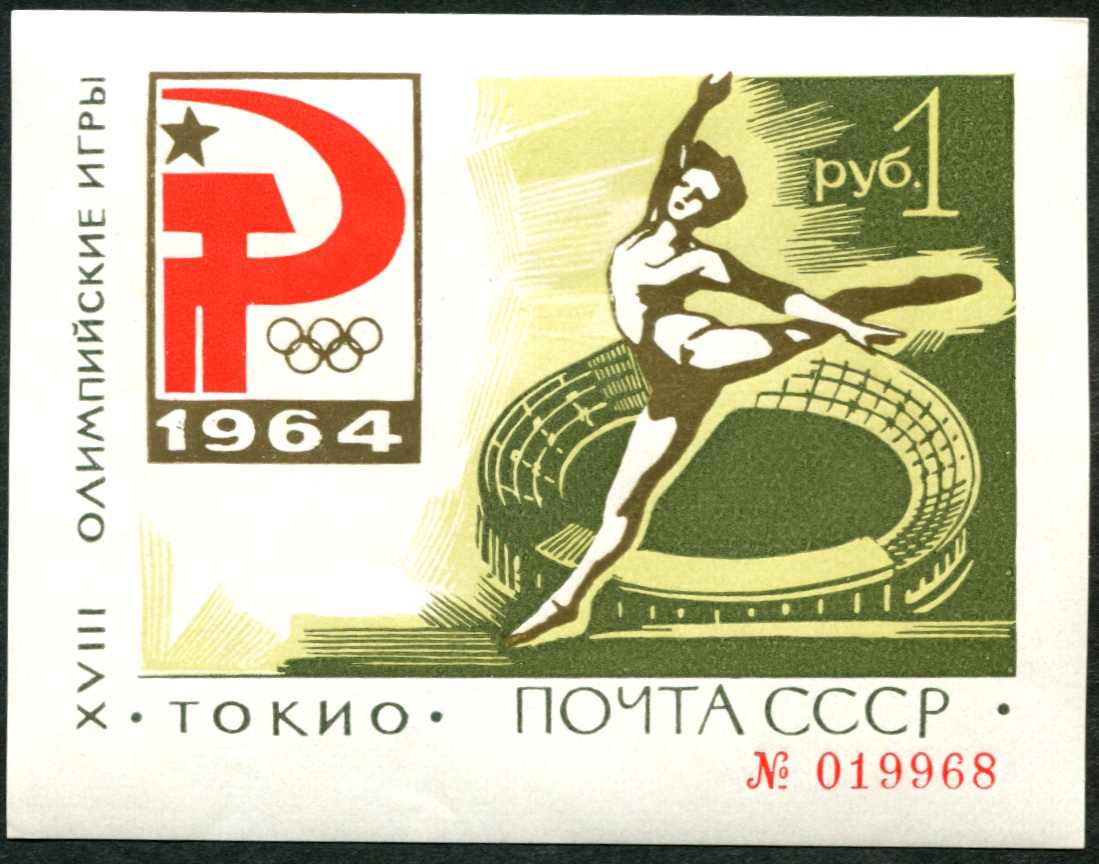 XVIII ОЛИМПИЙСКИЕ ИГРЫ
1964
руб. 1
• ТОКИО •
ПОЧТА СССР •
№ 019968